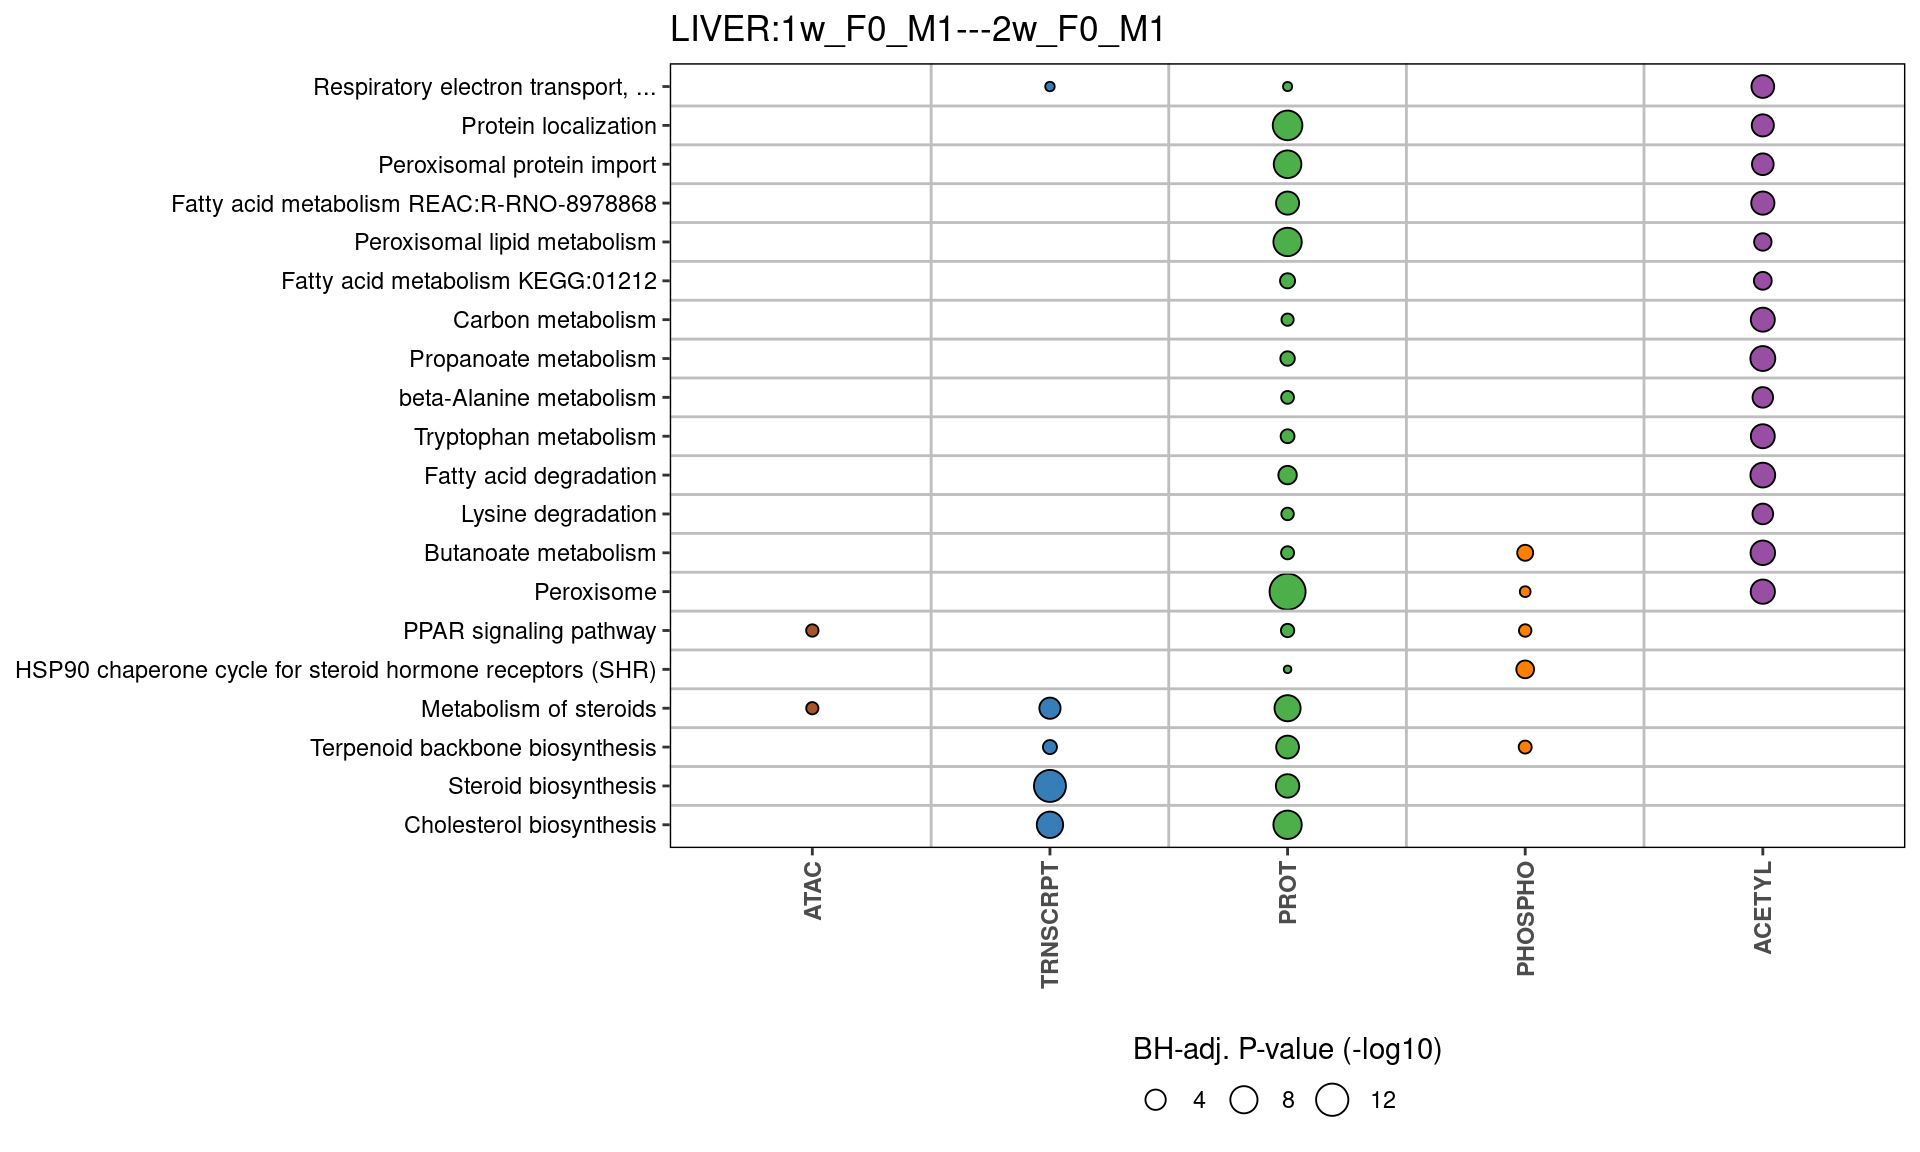 LIVER:1w_F0_M1---2w_F0_M1
Respiratory electron transport, ...
Protein localization
Peroxisomal protein import
Fatty acid metabolism REAC:R-RNO-8978868
Peroxisomal lipid metabolism
Fatty acid metabolism KEGG:01212
Carbon metabolism
Propanoate metabolism
beta-Alanine metabolism
Tryptophan metabolism
Fatty acid degradation
Lysine degradation
Butanoate metabolism
Peroxisome
PPAR signaling pathway
HSP90 chaperone cycle for steroid hormone receptors (SHR)
Metabolism of steroids
Terpenoid backbone biosynthesis
Steroid biosynthesis
Cholesterol biosynthesis
ATAC
TRNSCRPT
PROT
PHOSPHO
ACETYL
BH-adj. P-value (-log10)
4 8 12